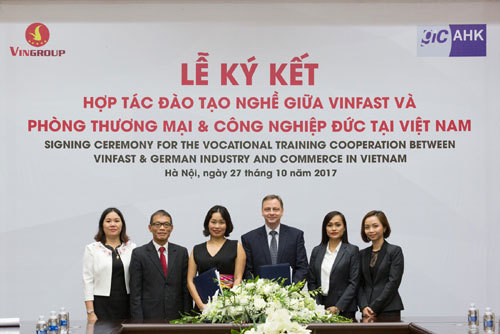 VINGROUP
gic AHK
LỄ KÝ KẾT
HỢP TÁC ĐÀO TẠO NGHỀ GIỮA VINFAST VÀ
PHÒNG THƯƠNG MẠI & CÔNG NGHIỆP ĐỨC TẠI VIỆT NAM
SIGNING CEREMONY FOR THE VOCATIONAL TRAINING COOPERATION BETWEEN
VINFAST & GERMAN INDUSTRY AND COMMERCE IN VIETNAM
Hà Nội, ngày 27 tháng 10 năm 2017